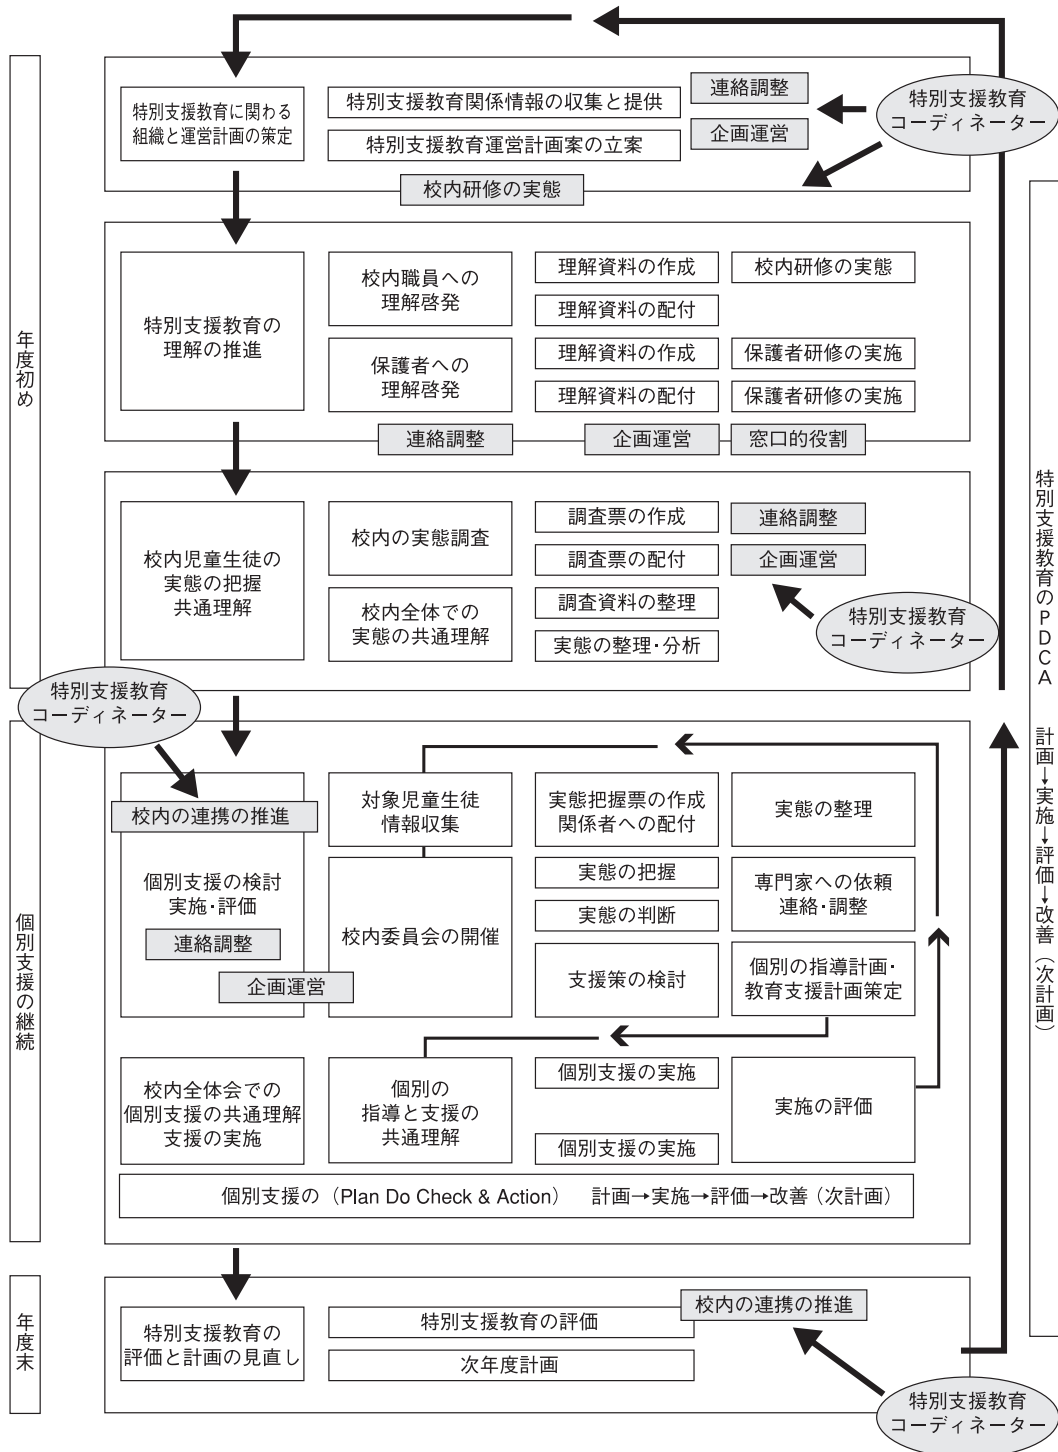 年度初め
特別支援教育に関わる
組織と運営計画の策定
特別支援教育関係情報の収集と提供
特別支援教育運営計画案の立案
連絡調整
企画運営
特別支援教育
コーディネーター
校内研修の実態
特別支援教育の
理解の推進
校内職員への
理解啓発
理解資料の作成
校内研修の実態
理解資料の配付
保護者への
理解啓発
理解資料の作成
保護者研修の実施
理解資料の配付
保護者研修の実施
連絡調整
企画運営
窓口的役割
校内児童生徒の
実態の把握
共通理解
校内の実態調査
調査票の作成
連絡調整
調査票の配付
企画運営
校内全体での
実態の共通理解
調査資料の整理
実態の整理・分析
特別支援教育
コーディネーター
特別支援教育
コーディネーター
個別支援の継続
校内の連携の推進
個別支援の検討
実施・評価
連絡調整
企画運営
対象児童生徒
情報収集
実態把握票の作成
関係者への配付
実態の整理
校内委員会の開催
実態の把握
実態の判断
専門家への依頼
連絡・調整
支援策の検討
個別の指導計画・
教育支援計画策定
校内全体会での
個別支援の共通理解
支援の実施
個別の
指導と支援の
共通理解
個別支援の実施
個別支援の実施
実施の評価
個別支援の(Plan Do Check & Action) 計画→実施→評価→改善(次計画)
年度末
特別支援教育の
評価と計画の見直し
特別支援教育の評価
次年度計画
校内の連携の推進
特別支援教育
コーディネーター
特別支援教育のPDCA 計画→実施→評価→改善(次計画)